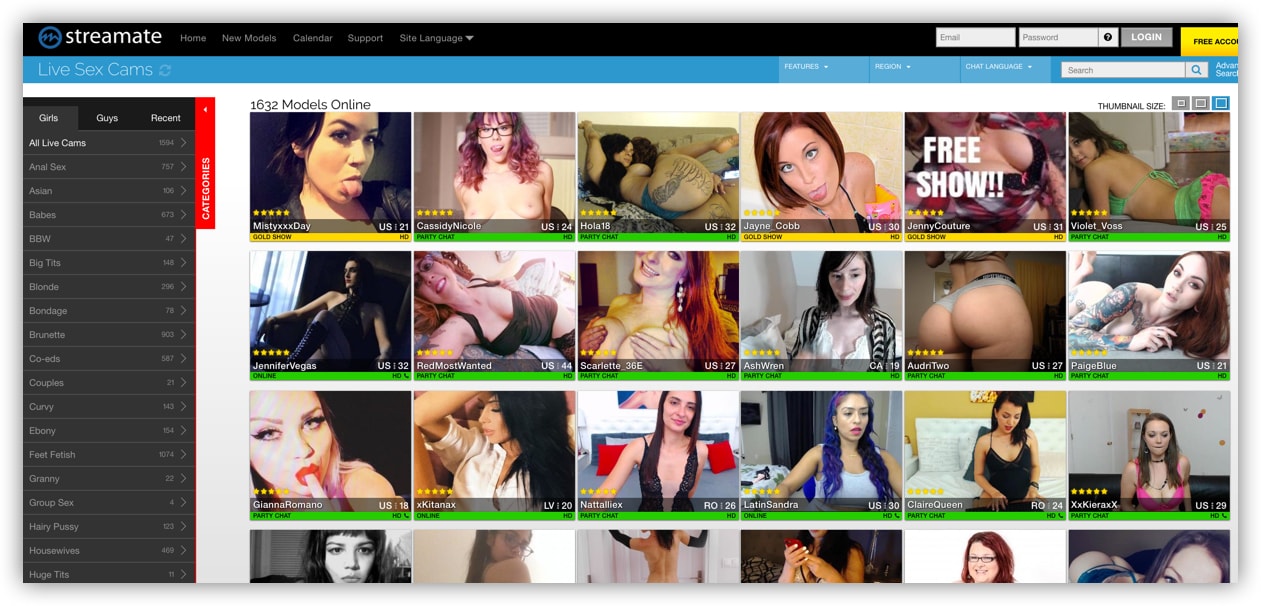 streamate
Home New Models Calendar Support Site Language
Email Password LOGIN FREE ACCO
Live Sex Cams
FEATURES REGION CHAT LANGUAGE Search Advan
Searc
Girls Guys Recent
CATEGORIES
All Live Cams 1594
Anal Sex 757
Asian 106
Babes 673
BBW 47
Big Tits 148
Blonde 296
Bondage 78
Brunette 903
Co-eds 587
Couples 21
Curvy 143
Ebony 154
Feet Fetish 1074
Granny 22
Group Sex 4
Hairy Pussy 123
Housewives 469
Huge Tits 11
1632 Models Online
THUMBNAIL SIZE:
FREE
SHOW!!
MistyxxxDay US 21 CassidyNicole US 24 Hola18 US 32 Jayne_Cobb US 30 JennyCouture US 31 Violet_Voss US 25
GOLD SHOW HD PARTY CHAT HD PARTY CHAT HD GOLD SHOW HD GOLD SHOW HD PARTY CHAT HD
JenniferVegas US 32 RedMostWanted US 44 Scarlette_36E US 27 AshWren CA 19 AudriTwo US 27 PaigeBlue US 21
ONLINE HD PARTY CHAT HD PARTY CHAT HD PARTY CHAT HD PARTY CHAT HD PARTY CHAT HD
GiannaRomano US 18 xKitanax LV 20 Nattalliex RO 26 LatinSandra US 30 ClaireQueen RO 24 XxKieraxX US 29
PARTY CHAT HD ONLINE HD PARTY CHAT HD ONLINE HD PARTY CHAT HD PARTY CHAT HD